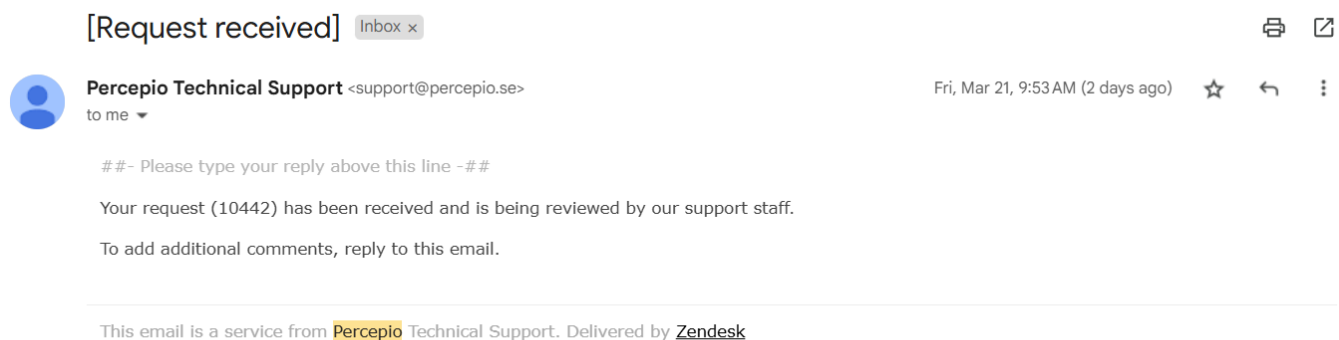 [Request received] Inbox ×
Percepio Technical Support <support@percepio.se> Fri, Mar 21, 9:53 AM (2 days ago)
to me
##- Please type your reply above this line -##
Your request (10442) has been received and is being reviewed by our support staff.
To add additional comments, reply to this email.
This email is a service from Percepio Technical Support. Delivered by Zendesk